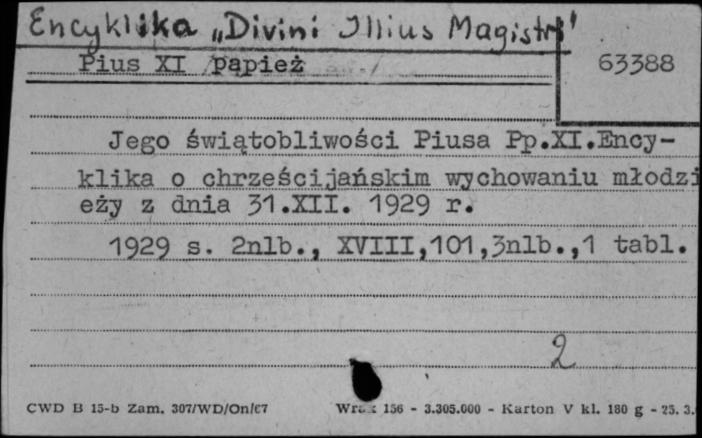 Encyklika „Divini Illius Magistri"
Pius XI /papież
63388
Jego świątobliwości Piusa Pp.XI.Ency-
klika o chrześcijańskim wychowaniu młodzi
eży z dnia 31.XII. 1929 r.
1929 s. 2nlb., XVIII,101,3nlb.,1 tabl.
2
CWD B 15-b Zam. 307/WD/On/67
156 - 3.305.000 - Karton V kl. 180 g - 25. 3.